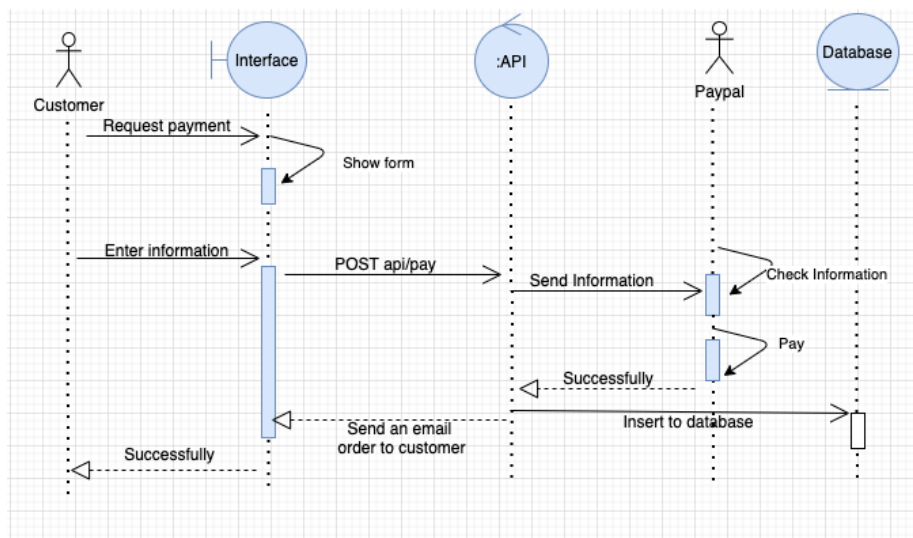 Interface
:API
Database
Customer
Paypal
Request payment
Show form
Enter information
POST api/pay
Send Information
Check Information
Pay
Successfully
Insert to database
Send an email
order to customer
Successfully